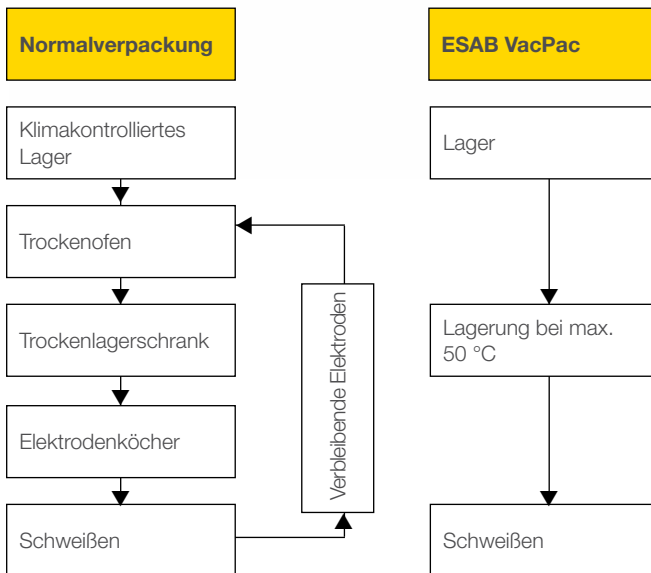 Normalverpackung
Klimakontrolliertes
Lager
Trockenofen
Trockenlagerschrank
Elektrodenköcher
Schweißen
Verbleibende Elektroden
ESAB VacPac
Lager
Lagerung bei max.
50 °C
Schweißen